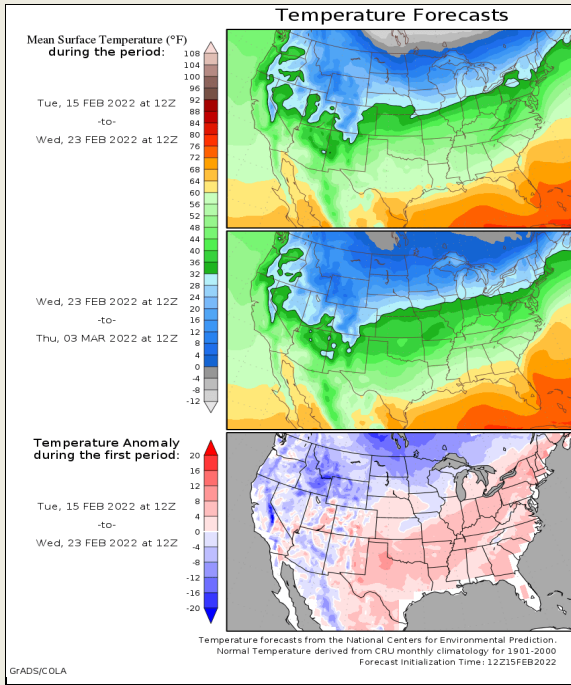 Temperature Forecasts
Mean Surface Temperature (°F)
during the period:
Tue, 15 FEB 2022 at 12Z
-to-
Wed, 23 FEB 2022 at 12Z
108
104
100
96
92
88
84
80
76
72
68
64
60
56
52
48
44
40
36
32
28
24
20
16
12
8
4
0
-4
-8
-12
Wed, 23 FEB 2022 at 12Z
-to-
Thu, 03 MAR 2022 at 12Z
Temperature Anomaly
during the first period:
Tue, 15 FEB 2022 at 12Z
-to-
Wed, 23 FEB 2022 at 12Z
20
16
12
8
4
0
-4
-8
-12
-16
-20
Temperature forecasts from the National Centers for Environmental Prediction.
Normal Temperature derived from CRU monthly climatology for 1901-2000
Forecast Initialization Time: 12Z15FEB2022
GrADS/COLA